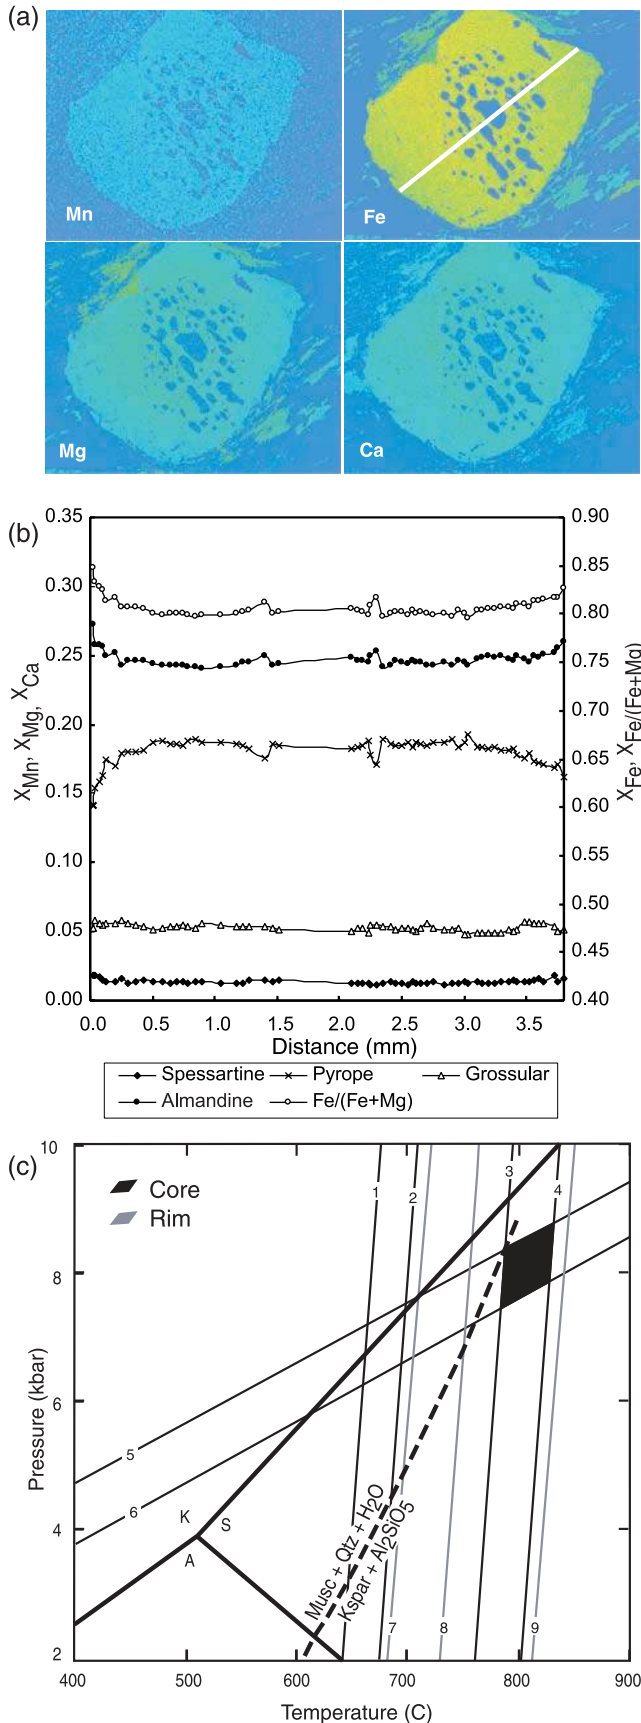 (a)
Mn
Fe
Mg
Ca
(b)
0.35
0.30
0.25
0.20
0.15
0.10
0.05
0.00
X_Mn, X_Mg, X_Ca
0.90
0.85
0.80
0.75
0.70
0.65
0.60
0.55
0.50
0.45
0.40
X_Fe, X_Fe/(Fe+Mg)
0.0 0.5 1.0 1.5 2.0 2.5 3.0 3.5
Distance (mm)
Spessartine Pyrope Grossular
Almandine Fe/(Fe+Mg)
(c)
10
8
6
4
2
Pressure (kbar)
Core
Rim
1
2
3
4
5
6
K
S
A
Musc + Qtz + H2O
Kspar + Al2SiO5
7
8
9
400 500 600 700 800 900
Temperature (C)